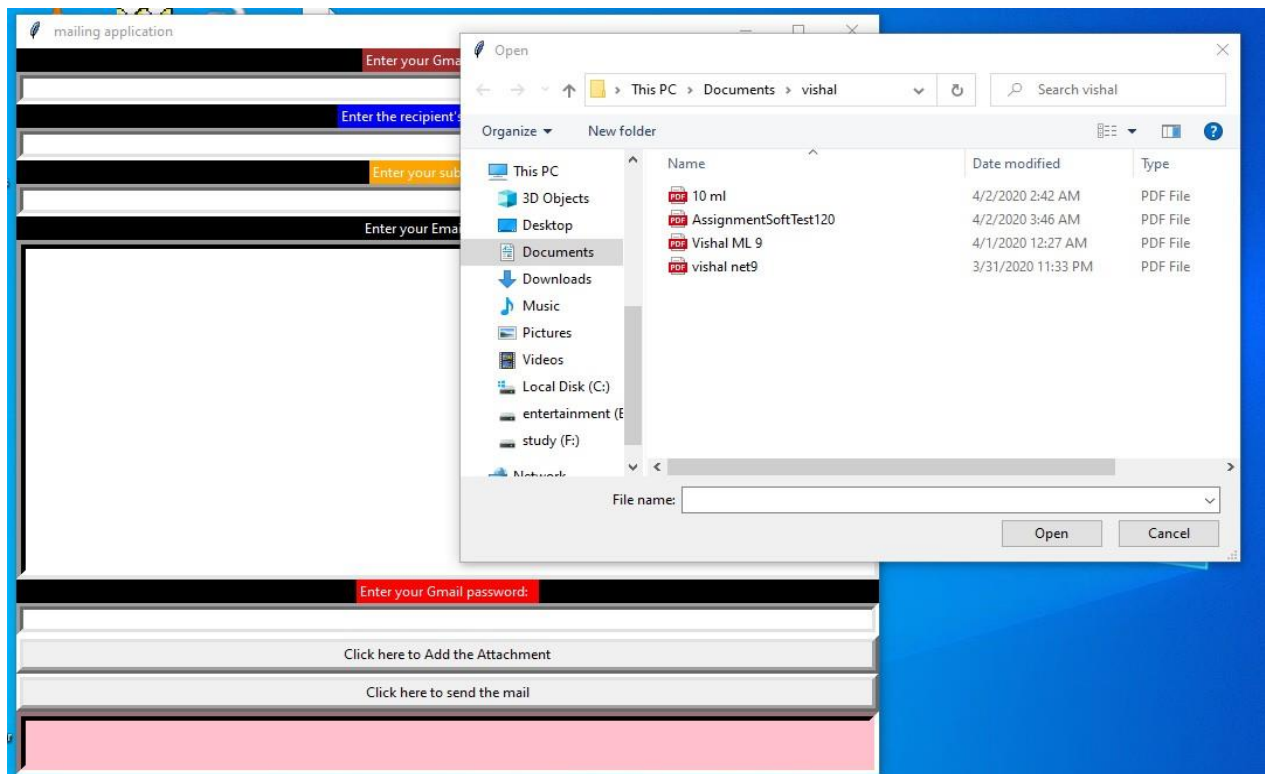 mailing application
Enter your Gma
Enter the recipient's
Enter your sub
Enter your Emai
Enter your Gmail password:
Click here to Add the Attachment
Click here to send the mail
Open
This PC > Documents > vishal
Search vishal
Organize
New folder
This PC
3D Objects
Desktop
Documents
Downloads
Music
Pictures
Videos
Local Disk (C:)
entertainment (E
study (F:)
Network
Name Date modified Type
PDF 10 ml 4/2/2020 2:42 AM PDF File
PDF AssignmentSoftTest120 4/2/2020 3:46 AM PDF File
PDF Vishal ML 9 4/1/2020 12:27 AM PDF File
PDF vishal net9 3/31/2020 11:33 PM PDF File
File name:
Open Cancel